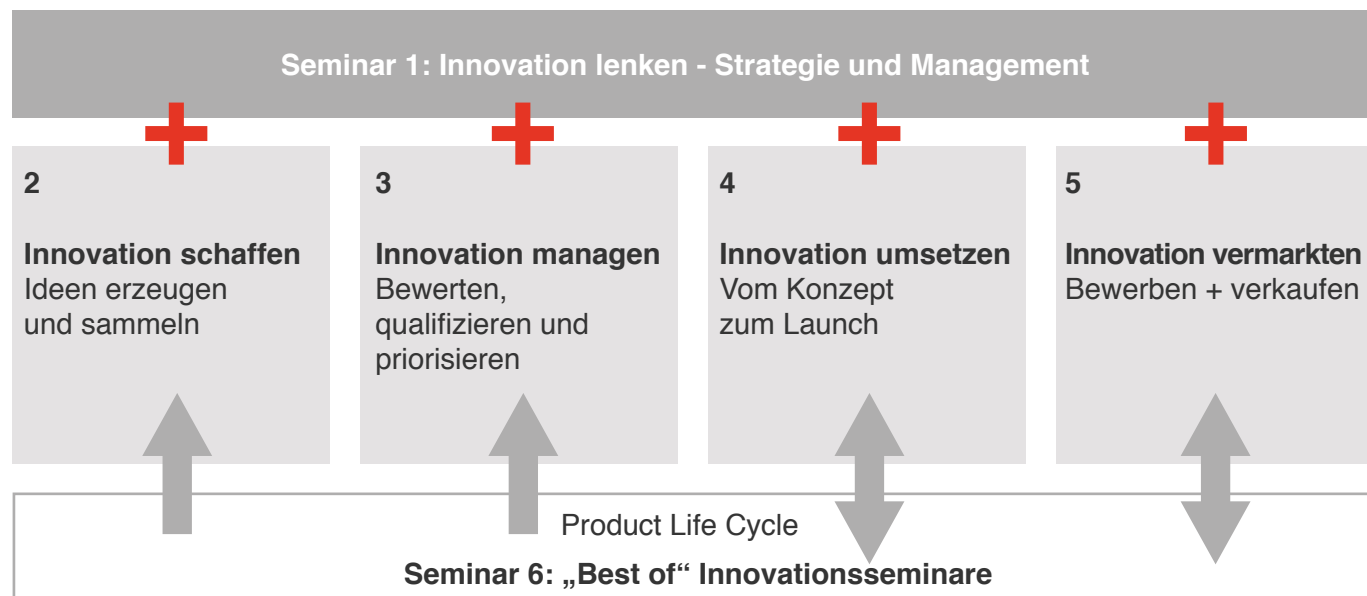 Seminar 1: Innovation lenken - Strategie und Management
2
Innovation schaffen
Ideen erzeugen
und sammeln
3
Innovation managen
Bewerten,
qualifizieren und
priorisieren
4
Innovation umsetzen
Vom Konzept
zum Launch
5
Innovation vermarkten
Bewerben + verkaufen
Product Life Cycle
Seminar 6: „Best of“ Innovationsseminare